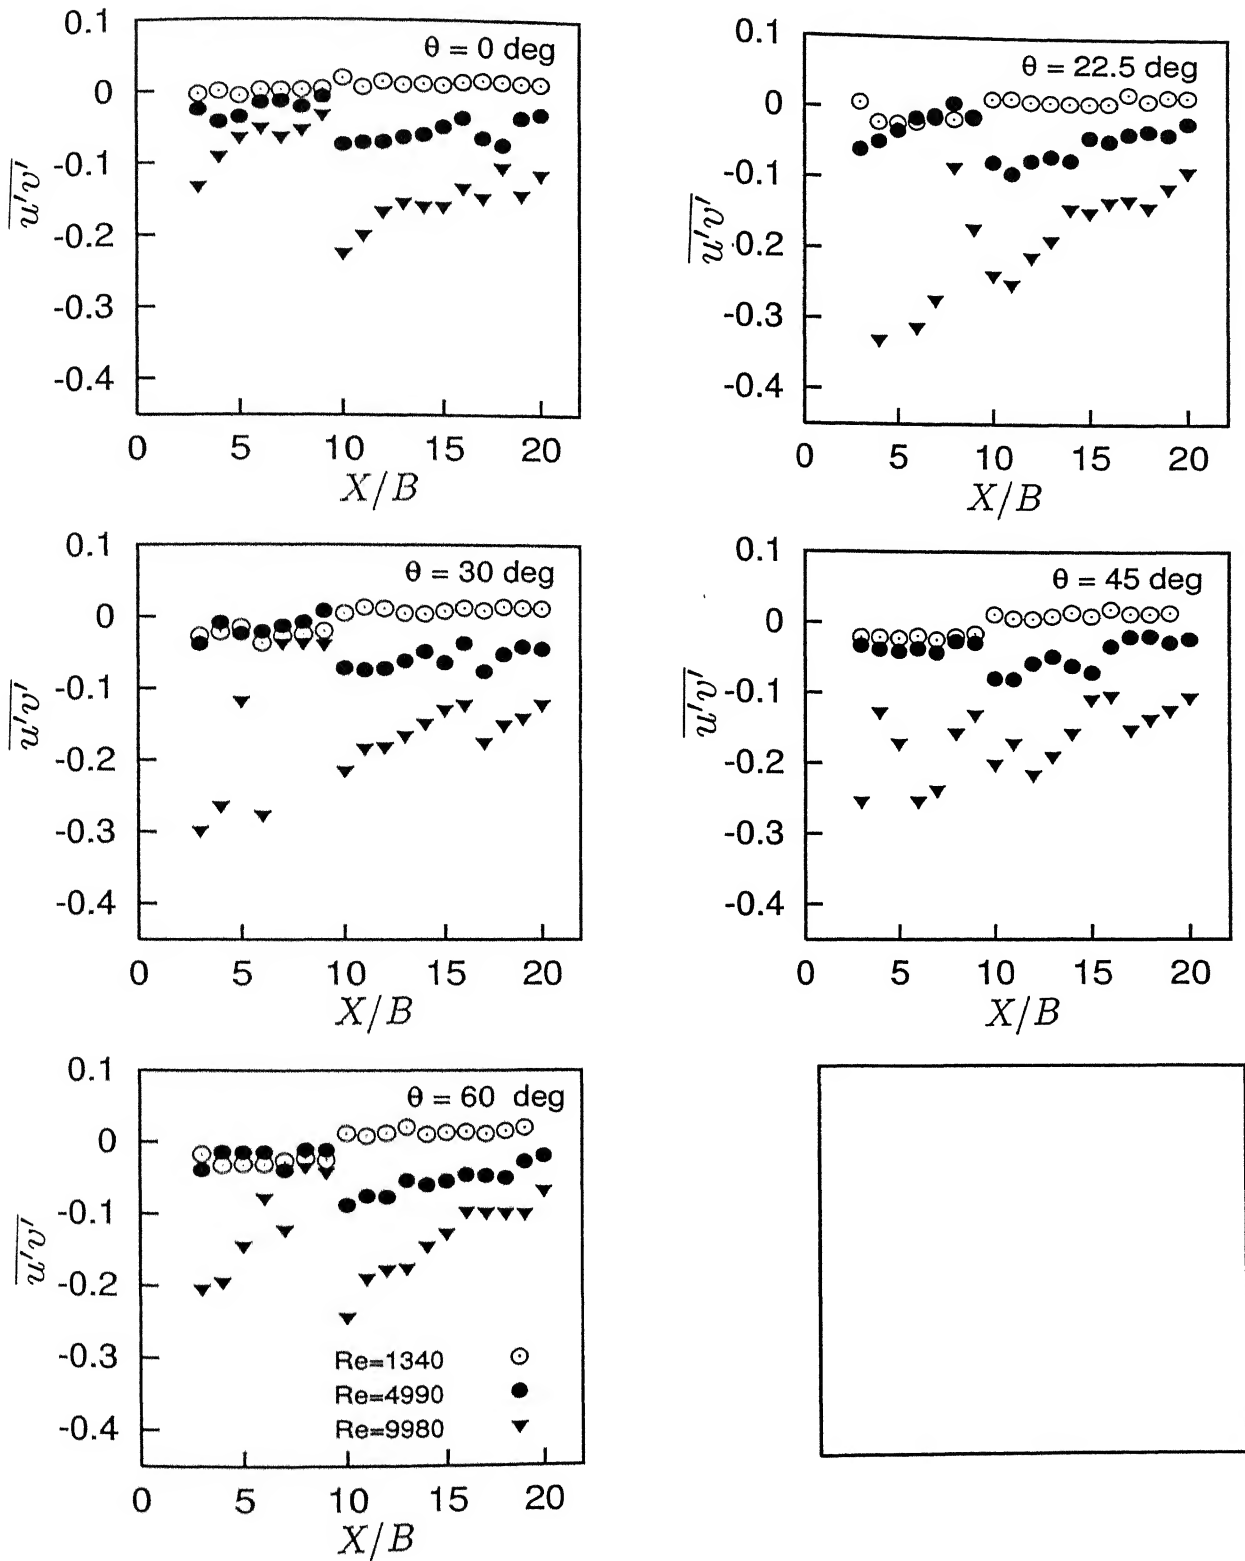 θ = 0 deg
0.1
0
-0.1
-0.2
-0.3
-0.4
u'v'
0 5 10 15 20
X/B
θ = 22.5 deg
0.1
0
-0.1
-0.2
-0.3
-0.4
u'v'
0 5 10 15 20
X/B
θ = 30 deg
0.1
0
-0.1
-0.2
-0.3
-0.4
u'v'
0 5 10 15 20
X/B
θ = 45 deg
0.1
0
-0.1
-0.2
-0.3
-0.4
u'v'
0 5 10 15 20
X/B
θ = 60 deg
0.1
0
-0.1
-0.2
-0.3
-0.4
u'v'
Re=1340
Re=4990
Re=9980
0 5 10 15 20
X/B